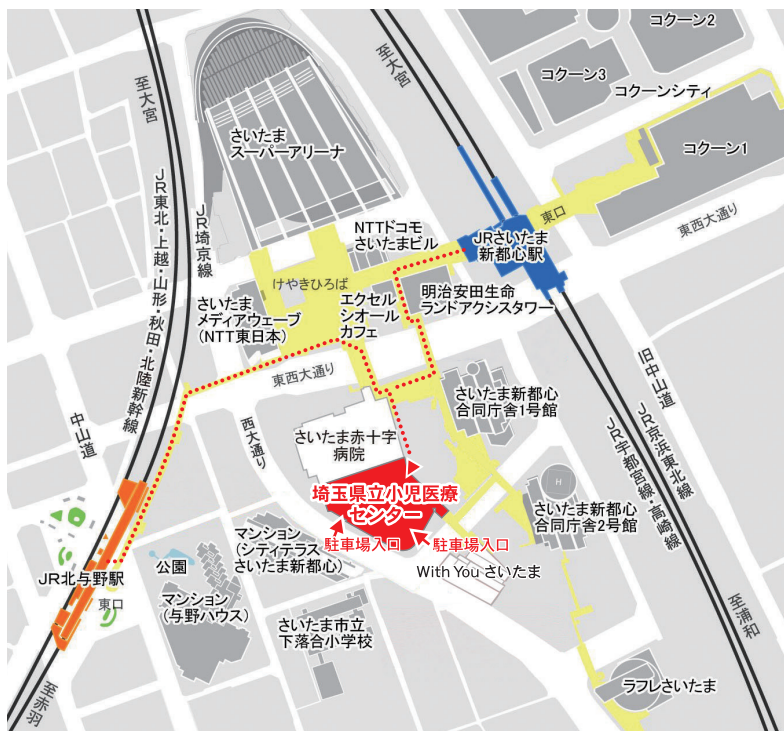 コクーン2
コクーン3
コクーンシティ
コクーン1
至大宮
至大宮
さいたま
スーパーアリーナ
JR東北・上越・山形・秋田・北陸新幹線
JR埼京線
NTTドコモ
さいたまビル
JRさいたま
新都心駅
東口
東西大通り
けやきひろば
さいたま
メディアウェーブ
(NTT東日本)
エクセル
シオール
カフェ
明治安田生命
ランドアクシスタワー
東西大通り
中山道
西大通り
さいたま赤十字
病院
さいたま新都心
合同庁舎1号館
旧中山道
JR京浜東北線
JR宇都宮線・高崎線
埼玉県立小児医療
センター
駐車場入口
駐車場入口
H
さいたま新都心
合同庁舎2号館
マンション
(シティテラス
さいたま新都心)
With You さいたま
JR北与野駅
東口
公園
マンション
(与野ハウス)
さいたま市立
下落合小学校
至浦和
ラフレさいたま
至赤羽